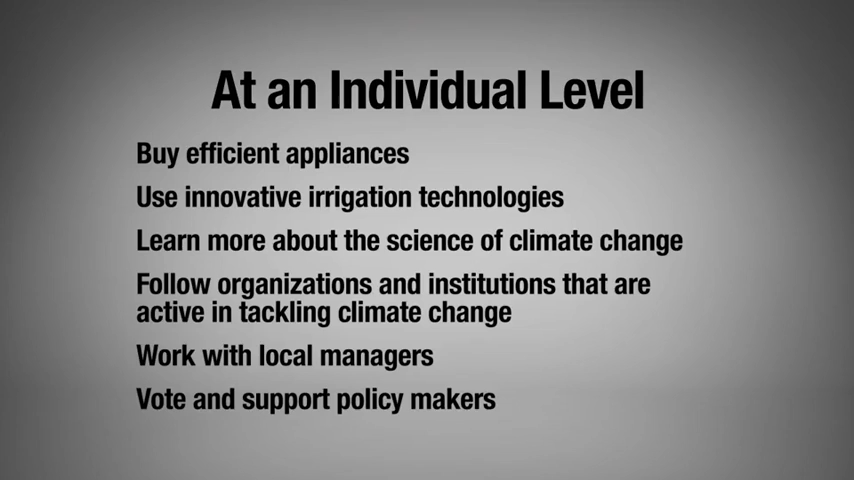 At an Individual Level
Buy efficient appliances
Use innovative irrigation technologies
Learn more about the science of climate change
Follow organizations and institutions that are
active in tackling climate change
Work with local managers
Vote and support policy makers